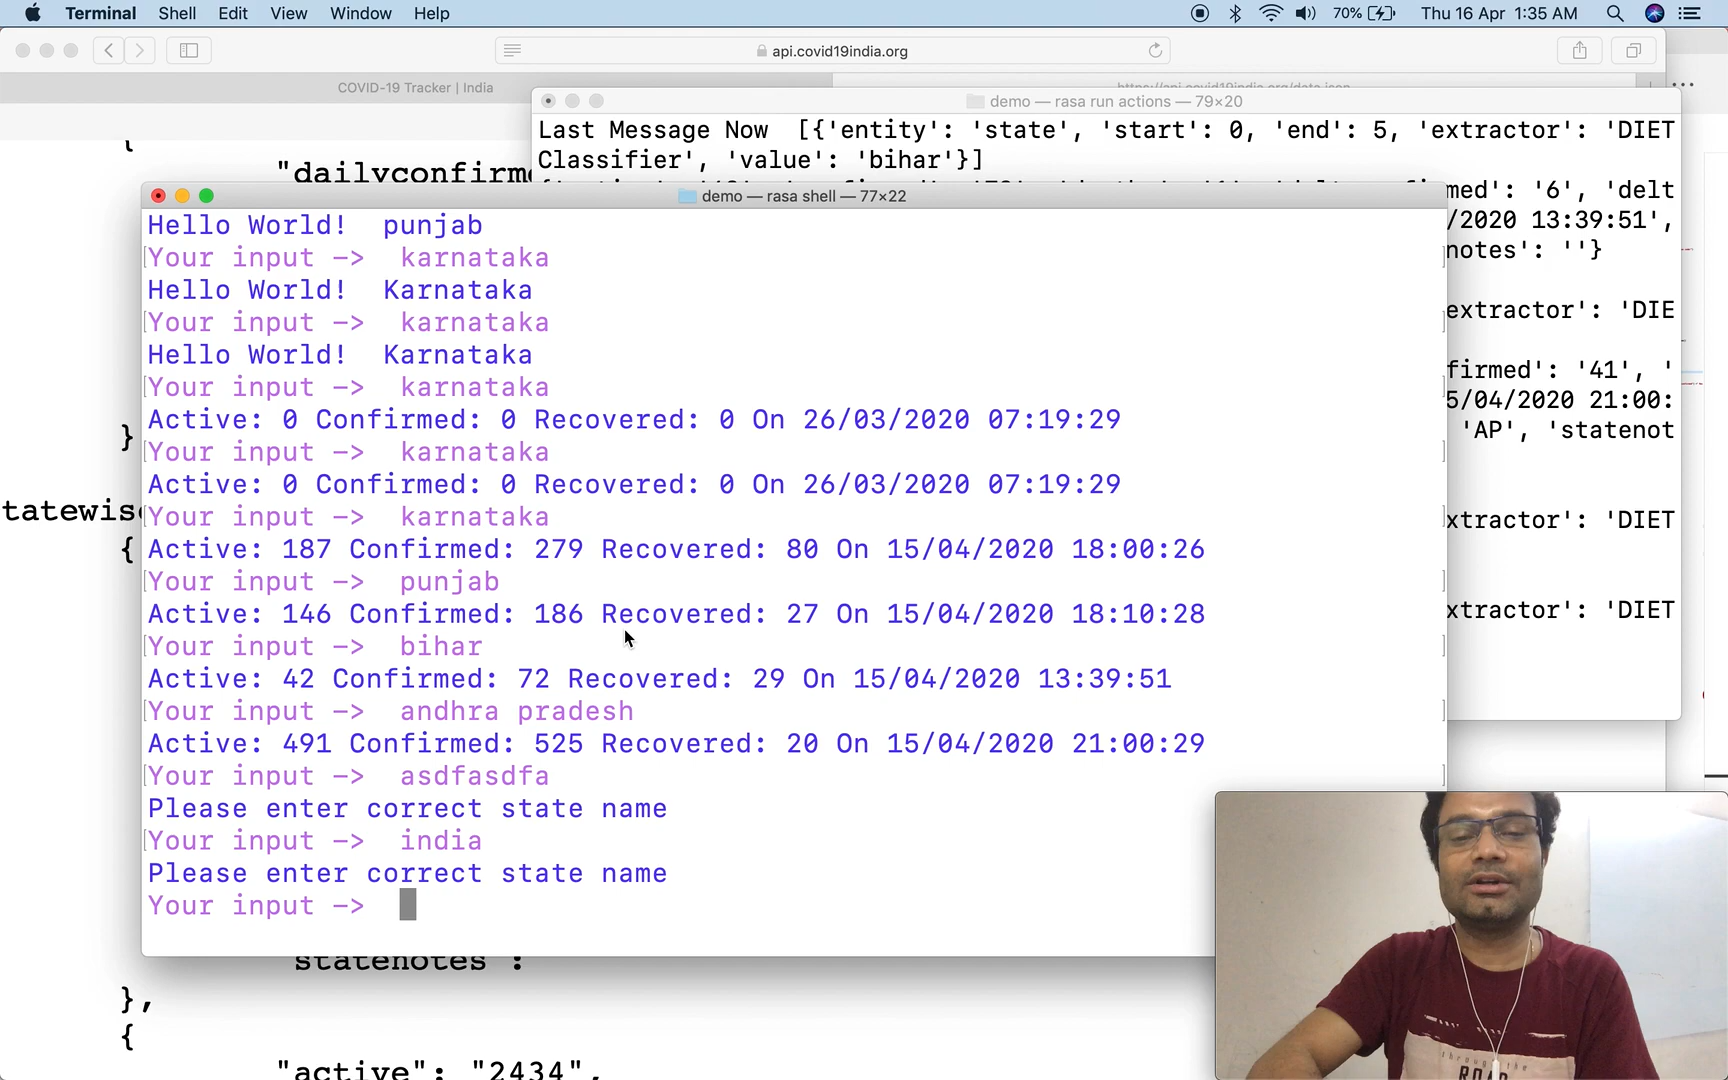 Terminal Shell Edit View Window Help 70% Thu 16 Apr 1:35 AM
api.covid19india.org
COVID-19 Tracker | India
https://api.covid19india.org/data.json
demo — rasa run actions — 79×20
Last Message Now [{'entity': 'state', 'start': 0, 'end': 5, 'extractor': 'DIET
Classifier', 'value': 'bihar'}]
{
"dailyconfirm
med': '6', 'delt
/2020 13:39:51',
notes': ''}
extractor': 'DIE
firmed': '41', '
5/04/2020 21:00:
'AP', 'statenot
xtractor': 'DIET
xtractor': 'DIET
demo — rasa shell — 77×22
Hello World! punjab
Your input -> karnataka
Hello World! Karnataka
Your input -> karnataka
Hello World! Karnataka
Your input -> karnataka
Active: 0 Confirmed: 0 Recovered: 0 On 26/03/2020 07:19:29
Your input -> karnataka
Active: 0 Confirmed: 0 Recovered: 0 On 26/03/2020 07:19:29
Your input -> karnataka
Active: 187 Confirmed: 279 Recovered: 80 On 15/04/2020 18:00:26
Your input -> punjab
Active: 146 Confirmed: 186 Recovered: 27 On 15/04/2020 18:10:28
Your input -> bihar
Active: 42 Confirmed: 72 Recovered: 29 On 15/04/2020 13:39:51
Your input -> andhra pradesh
Active: 491 Confirmed: 525 Recovered: 20 On 15/04/2020 21:00:29
Your input -> asdfasdfa
Please enter correct state name
Your input -> india
Please enter correct state name
Your input ->
}
tatewis
{
statenotes :
},
{
"active": "2434",
through the
ROAD